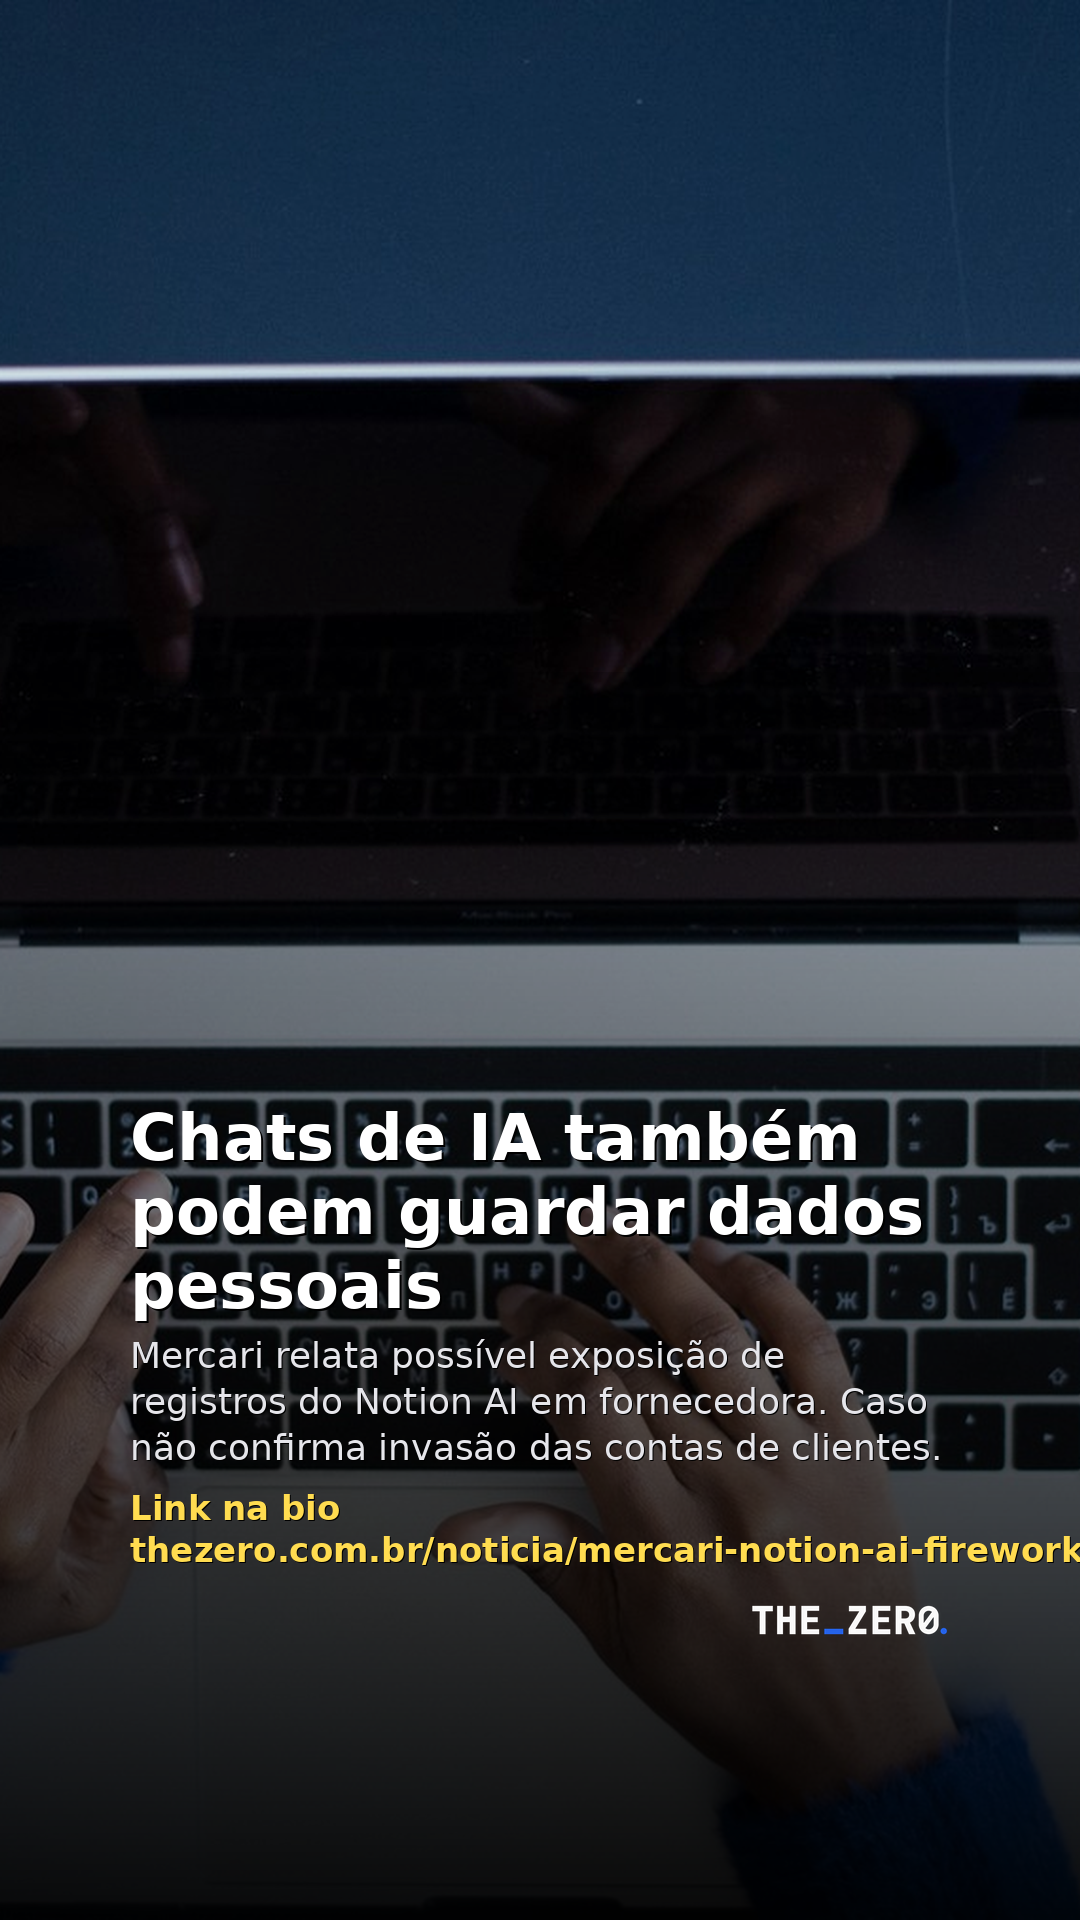 Chats de IA também
podem guardar dados
pessoais
Mercari relata possível exposição de
registros do Notion AI em fornecedora. Caso
não confirma invasão das contas de clientes.
Link na bio
thezero.com.br/noticia/mercari-notion-ai-firework
THE_ZERO.